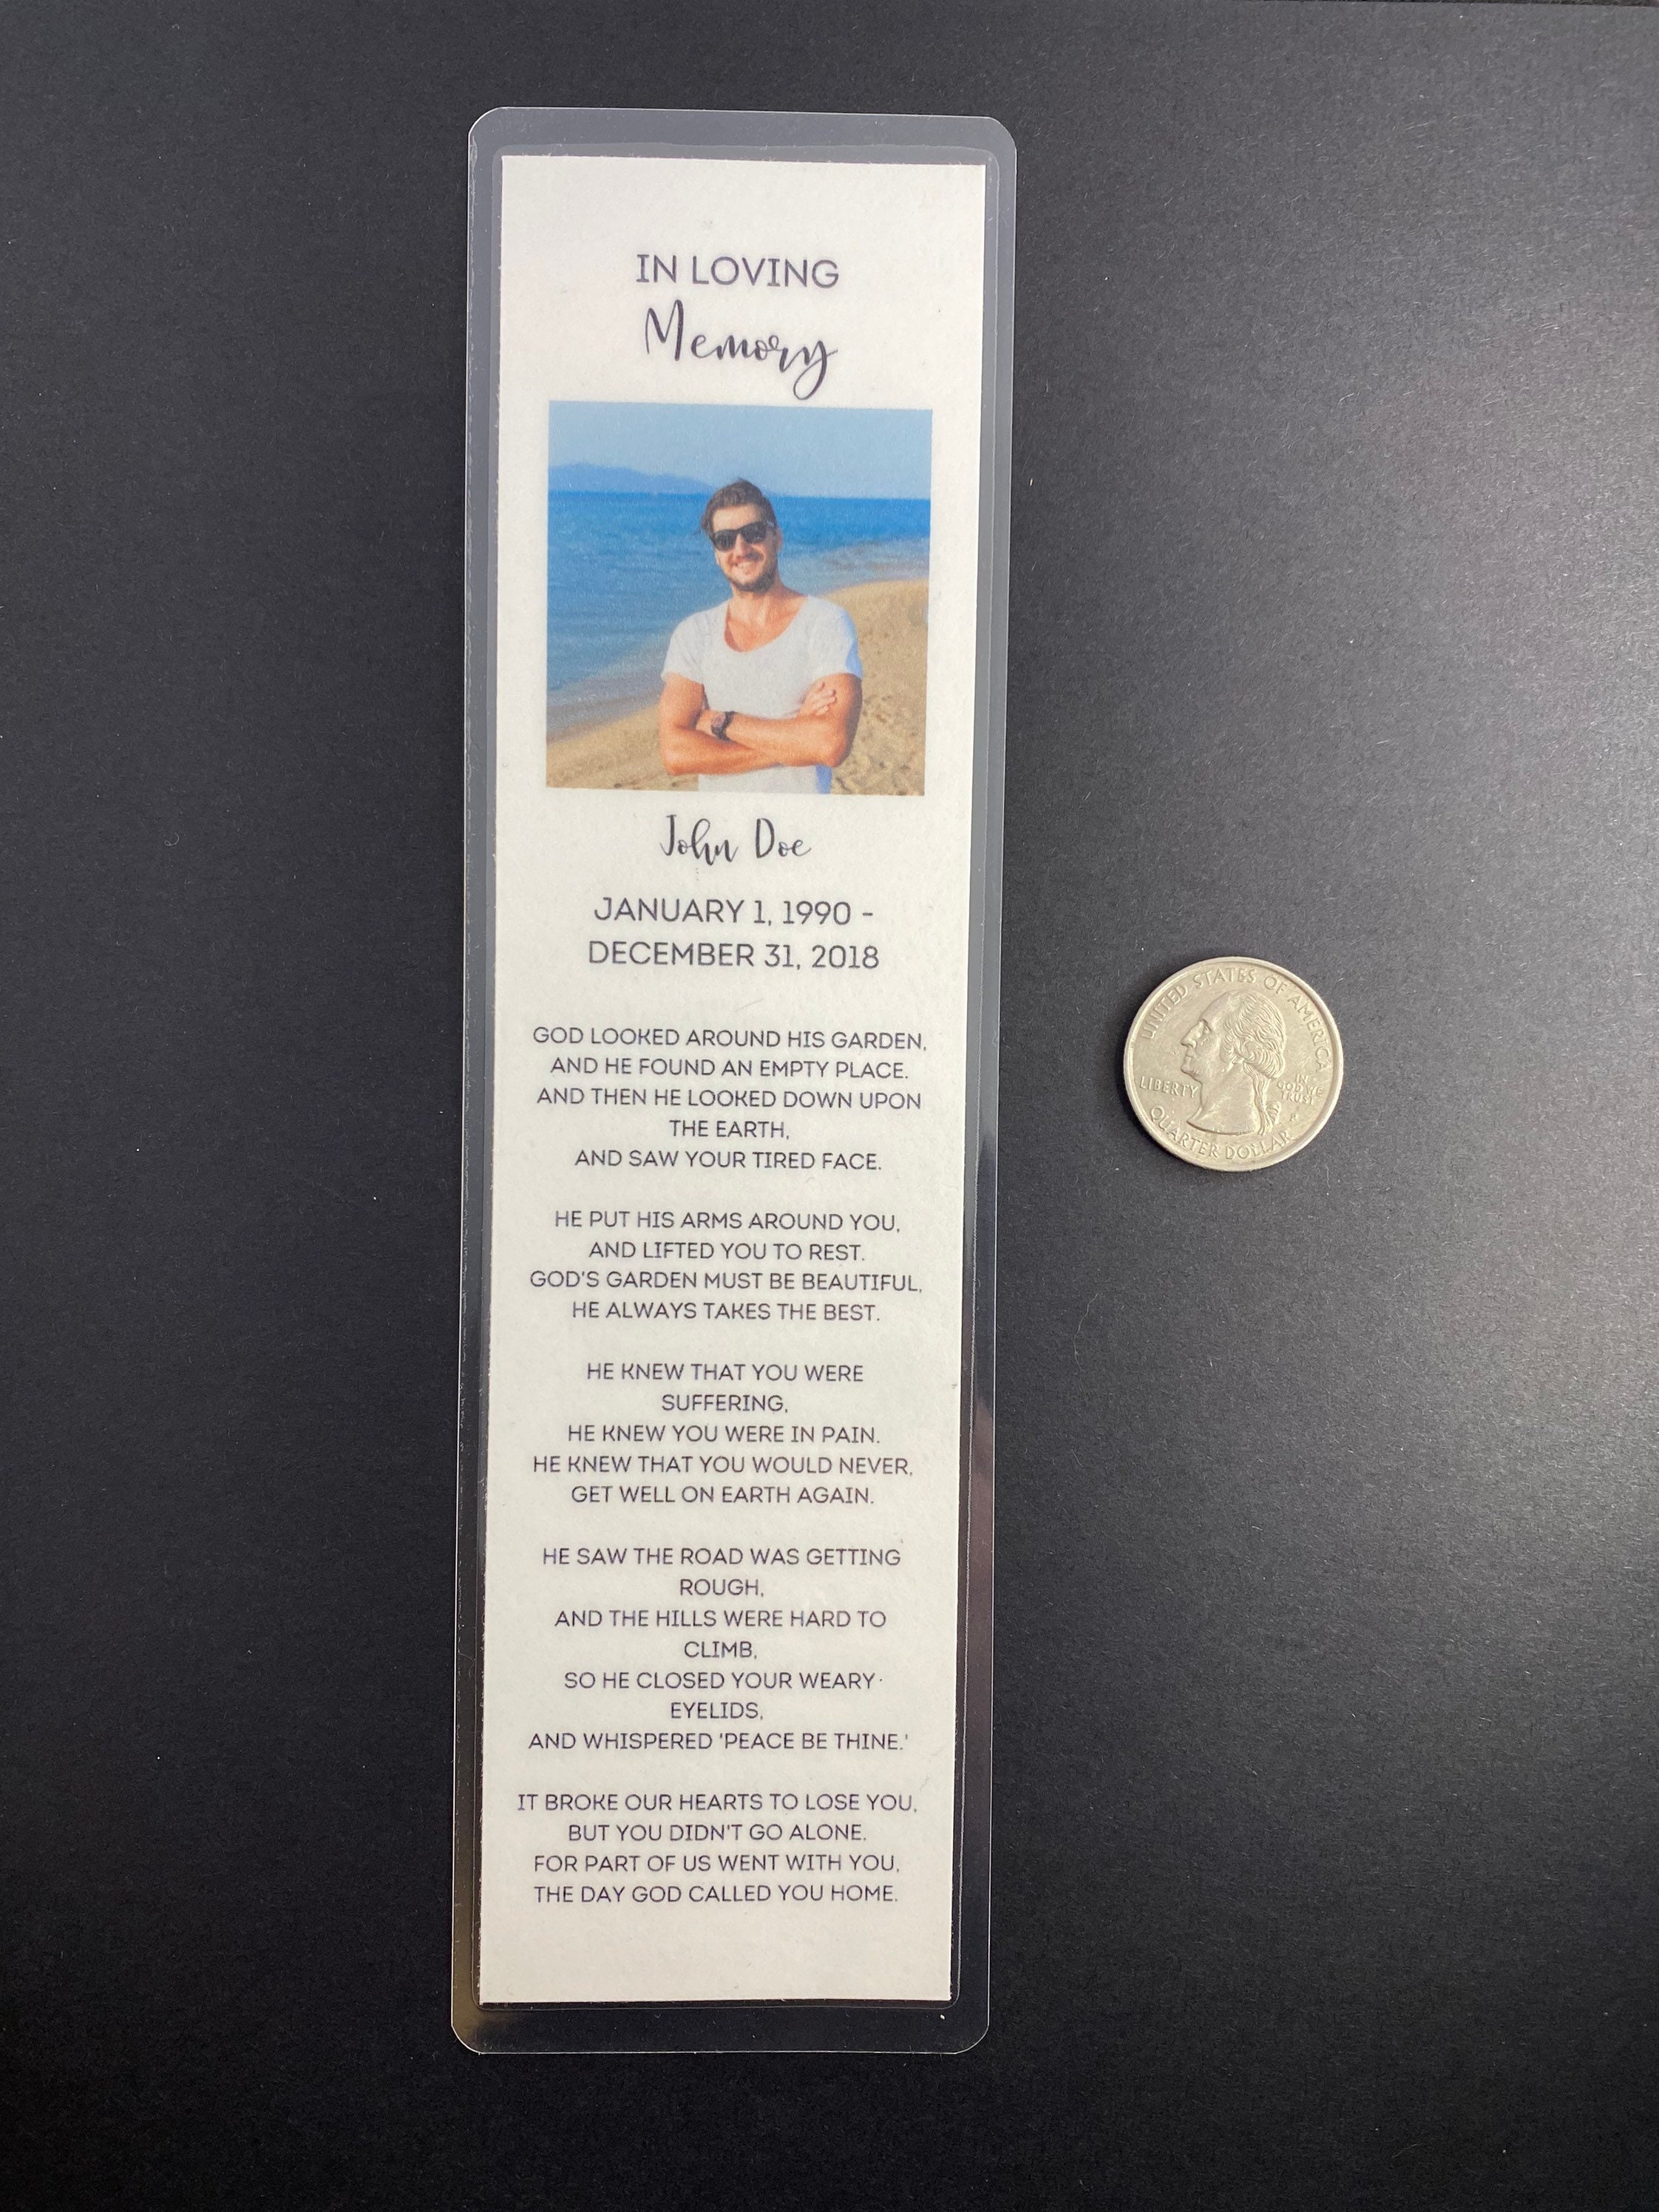 IN LOVING
Memory
John Doe
JANUARY 1, 1990 -
DECEMBER 31, 2018
GOD LOOKED AROUND HIS GARDEN,
AND HE FOUND AN EMPTY PLACE.
AND THEN HE LOOKED DOWN UPON
THE EARTH,
AND SAW YOUR TIRED FACE.
HE PUT HIS ARMS AROUND YOU,
AND LIFTED YOU TO REST.
GOD'S GARDEN MUST BE BEAUTIFUL,
HE ALWAYS TAKES THE BEST.
HE KNEW THAT YOU WERE
SUFFERING,
HE KNEW YOU WERE IN PAIN.
HE KNEW THAT YOU WOULD NEVER,
GET WELL ON EARTH AGAIN.
HE SAW THE ROAD WAS GETTING
ROUGH,
AND THE HILLS WERE HARD TO
CLIMB,
SO HE CLOSED YOUR WEARY
EYELIDS,
AND WHISPERED 'PEACE BE THINE.'
IT BROKE OUR HEARTS TO LOSE YOU,
BUT YOU DIDN'T GO ALONE.
FOR PART OF US WENT WITH YOU,
THE DAY GOD CALLED YOU HOME.
UNITED STATES OF AMERICA
LIBERTY
IN
GOD WE
TRUST
P
QUARTER DOLLAR